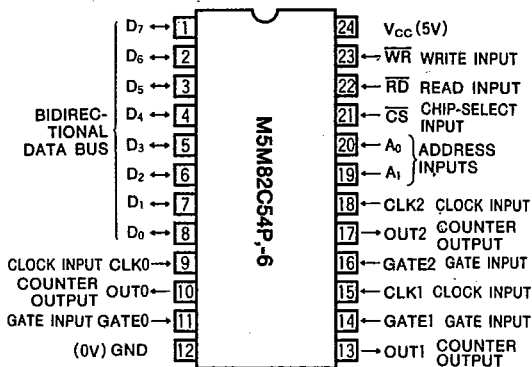 D₇ ↔ 1
D₆ ↔ 2
D₅ ↔ 3
D₄ ↔ 4
D₃ ↔ 5
D₂ ↔ 6
D₁ ↔ 7
D₀ ↔ 8
BIDIREC-
TIONAL
DATA BUS
CLOCK INPUT CLK0 → 9
COUNTER
OUTPUT OUT0 ← 10
GATE INPUT GATE0 → 11
(0V) GND 12
M5M82C54P,-6
24 VCC (5V)
23 ← W̅R̅ WRITE INPUT
22 ← R̅D̅ READ INPUT
21 ← C̅S̅ CHIP-SELECT
INPUT
20 ← A₀
19 ← A₁
ADDRESS
INPUTS
18 ← CLK2 CLOCK INPUT
17 → OUT2 COUNTER
OUTPUT
16 ← GATE2 GATE INPUT
15 ← CLK1 CLOCK INPUT
14 ← GATE1 GATE INPUT
13 → OUT1 COUNTER
OUTPUT